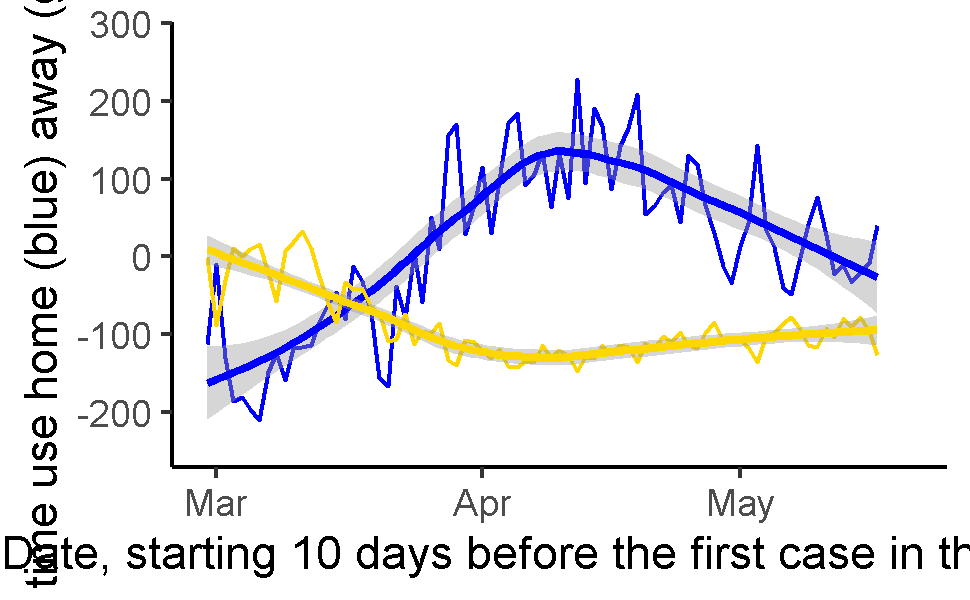 300
200
100
0
-100
-200
time use home (blue) away (
Mar Apr May
Date, starting 10 days before the first case in th